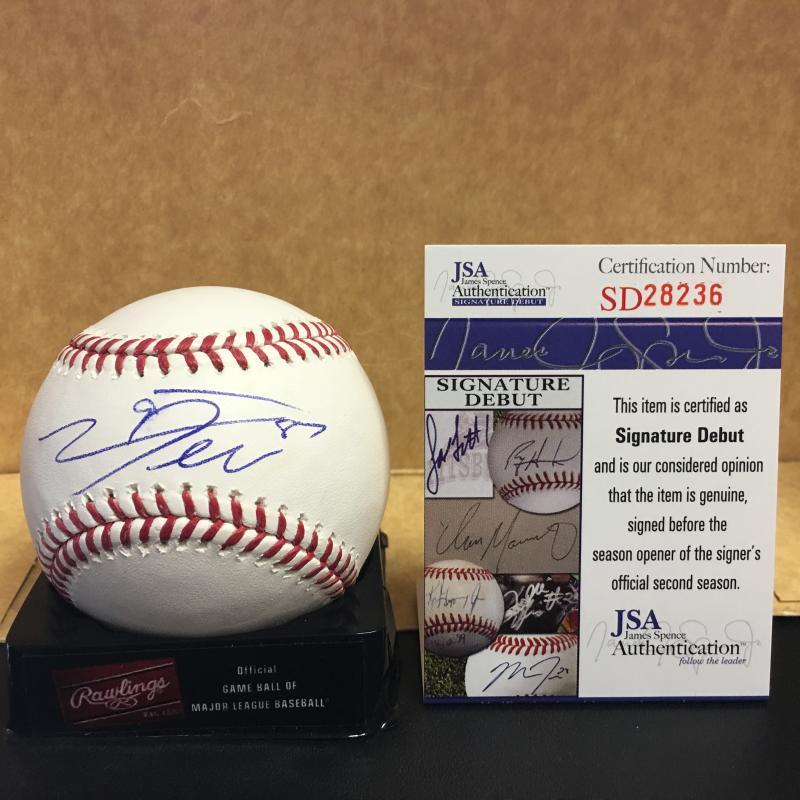 JSA
James Spence
Authentication™
SIGNATURE DEBUT
Certification Number:
SD28236
SIGNATURE
DEBUT
This item is certified as
Signature Debut
and is our considered opinion
that the item is genuine,
signed before the
season opener of the signer's
official second season.
JSA
James Spence
Authentication™
follow the leader
Rawlings
Official
GAME BALL OF
MAJOR LEAGUE BASEBALL®